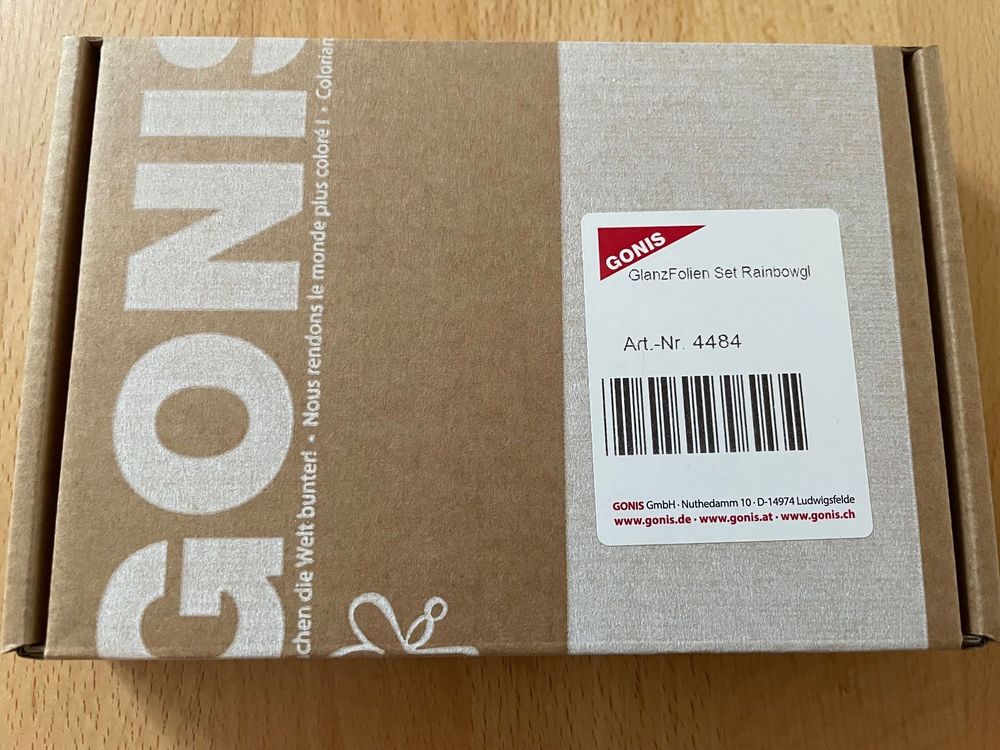 GONIS
chen die Welt bunter! • Nous rendons le monde plus coloré ! • Colorian
GONIS
GlanzFolien Set Rainbowgl
Art.-Nr. 4484
GONIS GmbH · Nuthedamm 10 · D-14974 Ludwigsfelde
www.gonis.de · www.gonis.at · www.gonis.ch